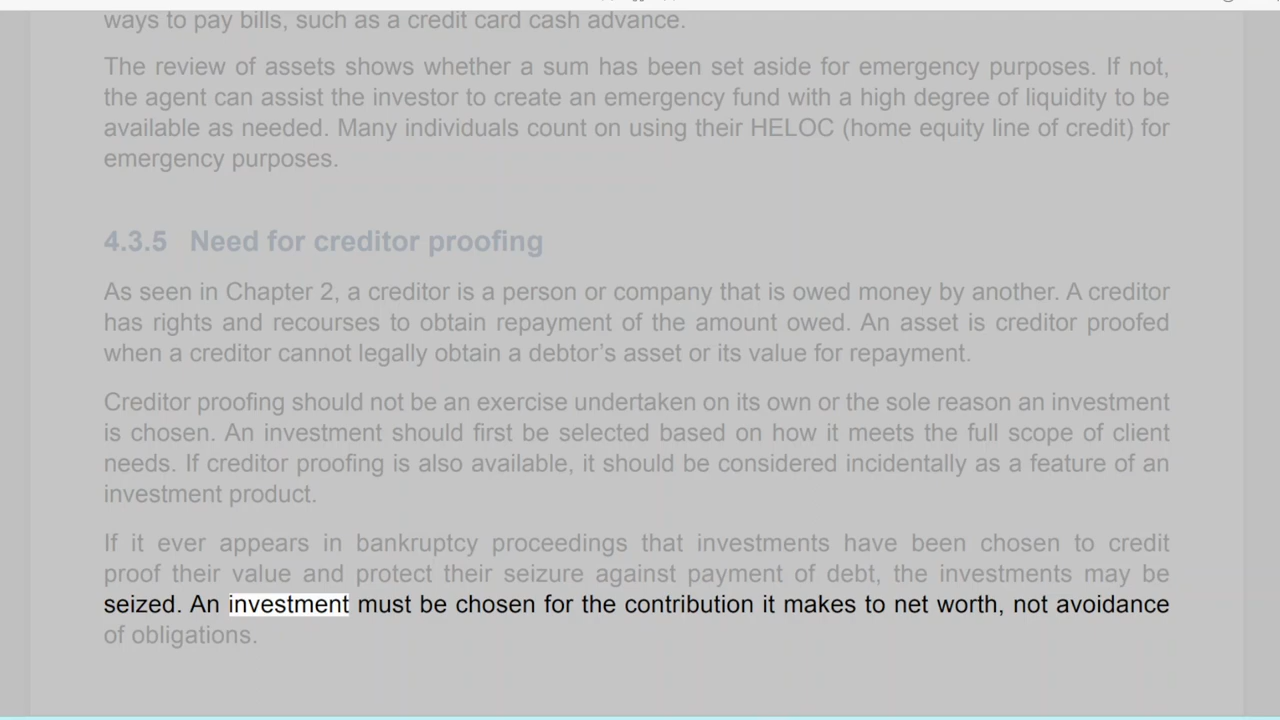 ways to pay bills, such as a credit card cash advance.
The review of assets shows whether a sum has been set aside for emergency purposes. If not,
the agent can assist the investor to create an emergency fund with a high degree of liquidity to be
available as needed. Many individuals count on using their HELOC (home equity line of credit) for
emergency purposes.
4.3.5 Need for creditor proofing
As seen in Chapter 2, a creditor is a person or company that is owed money by another. A creditor
has rights and recourses to obtain repayment of the amount owed. An asset is creditor proofed
when a creditor cannot legally obtain a debtor's asset or its value for repayment.
Creditor proofing should not be an exercise undertaken on its own or the sole reason an investment
is chosen. An investment should first be selected based on how it meets the full scope of client
needs. If creditor proofing is also available, it should be considered incidentally as a feature of an
investment product.
If it ever appears in bankruptcy proceedings that investments have been chosen to credit
proof their value and protect their seizure against payment of debt, the investments may be
seized. An investment must be chosen for the contribution it makes to net worth, not avoidance
of obligations.